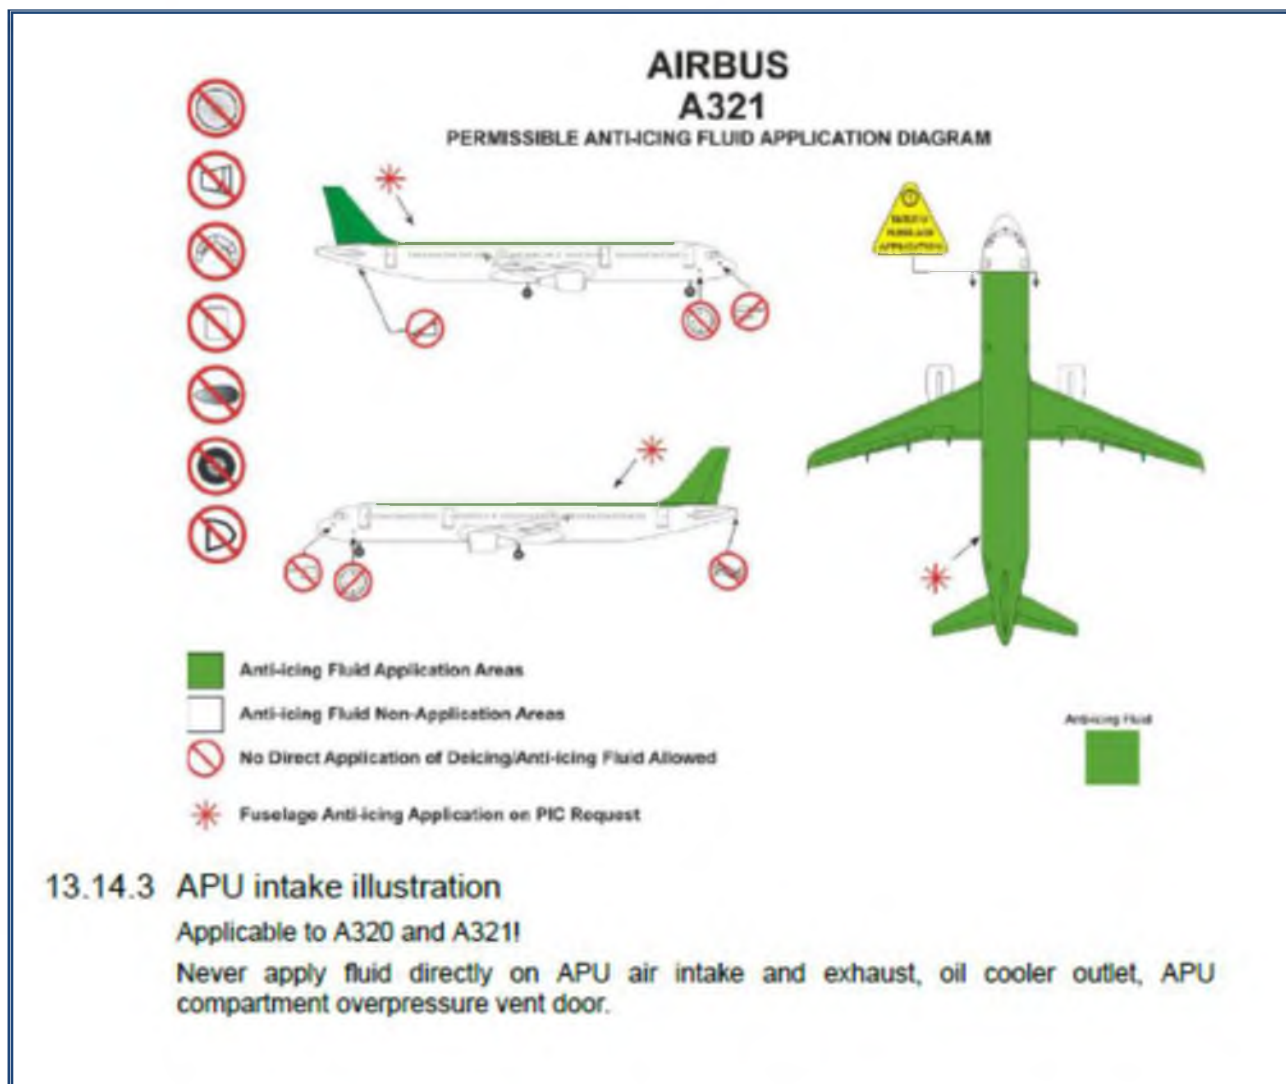 AIRBUS
A321
PERMISSIBLE ANTI-ICING FLUID APPLICATION DIAGRAM
APPLICATION
Anti-icing Fluid Application Areas
Anti-icing Fluid Non-Application Areas
No Direct Application of Deicing/Anti-icing Fluid Allowed
Fuselage Anti-icing Application on PIC Request
Anti-icing Fluid
13.14.3 APU intake illustration
Applicable to A320 and A321!
Never apply fluid directly on APU air intake and exhaust, oil cooler outlet, APU
compartment overpressure vent door.